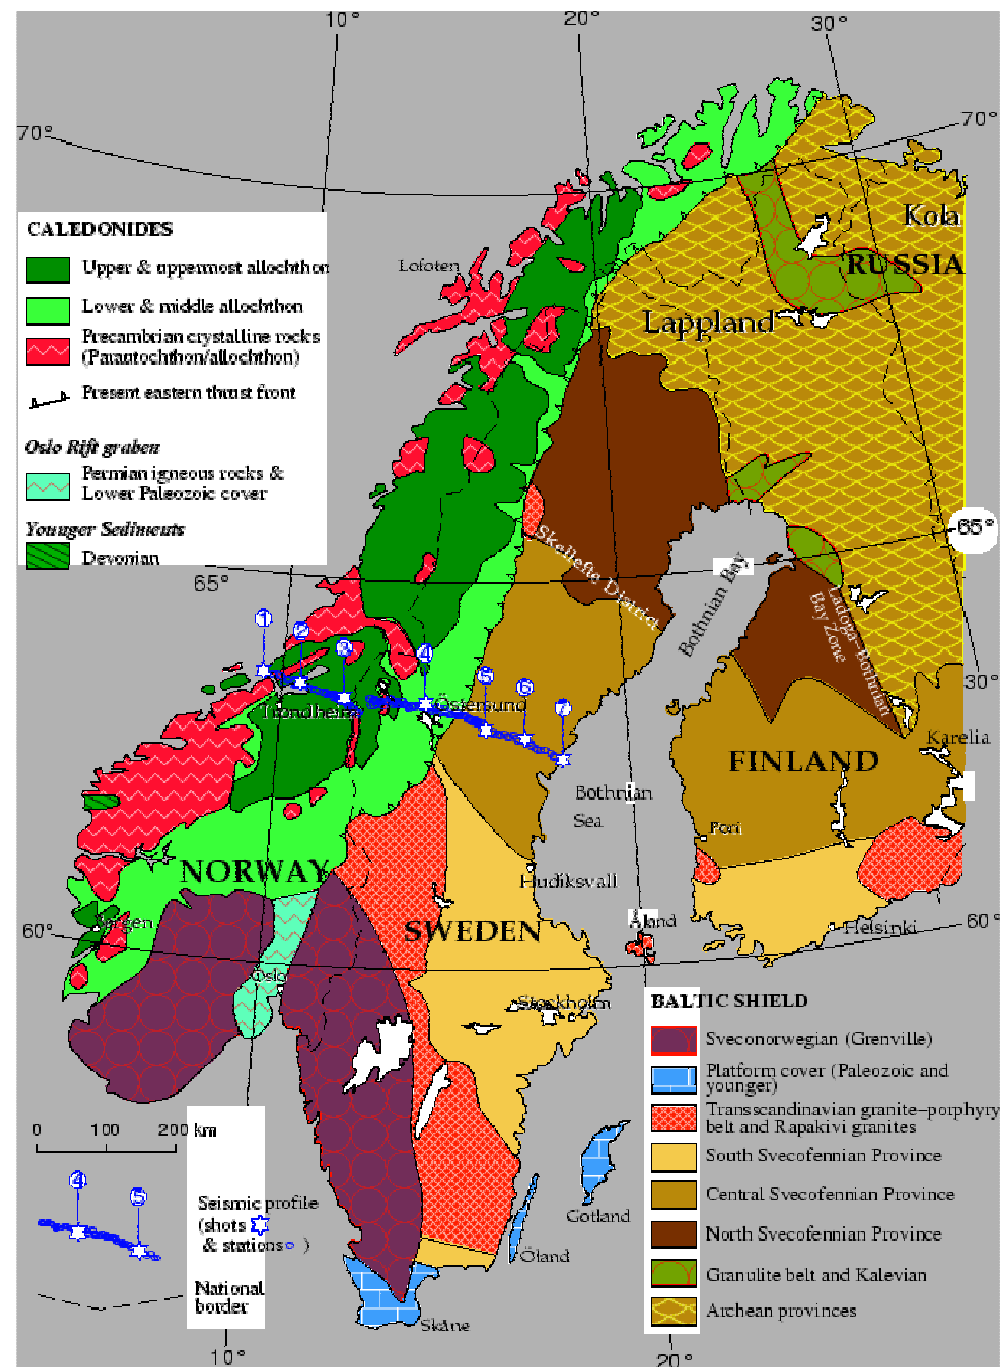 10°
20°
30°
70°
70°
CALEDONIDES
Upper & uppermost allochthon
Lower & middle allochthon
Precambrian crystalline rocks
(Parautochthon/allochthon)
Present eastern thrust front
Oslo Rift graben
Permian igneous rocks &
Lower Paleozoic cover
Younger Sediments
Devonian
Lofoten
Kola
RUSSIA
Lappland
65°
65°
Skellefte District
Bothnian Bay
Ladoga-Bothnian
Bay Zone
1
2
3
4
5
6
7
Trondheim
Östersund
30°
Karelia
FINLAND
Bothnian
Sea
Pori
NORWAY
Hudiksvall
SWEDEN
Åland
Helsinki
60°
60°
Bergen
Oslo
Stockholm
BALTIC SHIELD
Sveconorwegian (Grenville)
Platform cover (Paleozoic and
younger)
Transscandinavian granite-porphyry
belt and Rapakivi granites
South Svecofennian Province
Central Svecofennian Province
North Svecofennian Province
Granulite belt and Kalevian
Archean provinces
0 100 200 km
4
5
Seismic profile
(shots
& stations )
National
border
Gotland
Öland
Skåne
10°
20°